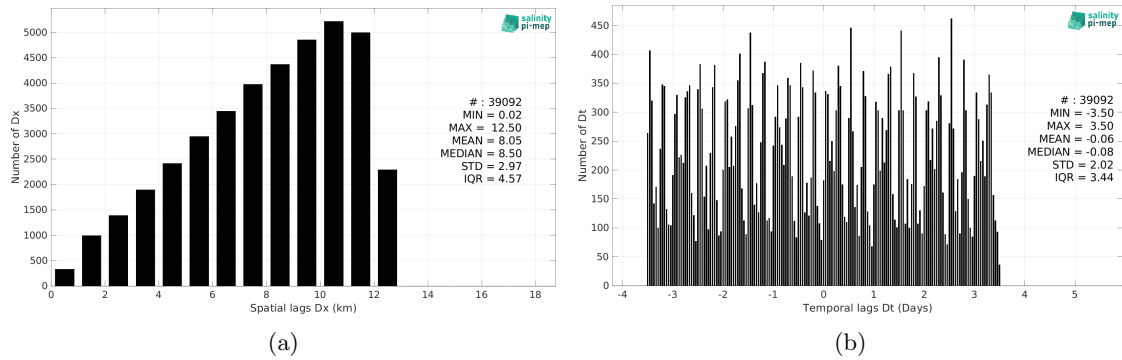 salinity
pi-mep
Number of Dx
5000
4500
4000
3500
3000
2500
2000
1500
1000
500
0
# : 39092
MIN = 0.02
MAX = 12.50
MEAN = 8.05
MEDIAN = 8.50
STD = 2.97
IQR = 4.57
0 2 4 6 8 10 12 14 16 18
Spatial lags Dx (km)
(a)
salinity
pi-mep
Number of Dt
450
400
350
300
250
200
150
100
50
0
# : 39092
MIN = -3.50
MAX = 3.50
MEAN = -0.06
MEDIAN = -0.08
STD = 2.02
IQR = 3.44
-4 -3 -2 -1 0 1 2 3 4 5
Temporal lags Dt (Days)
(b)